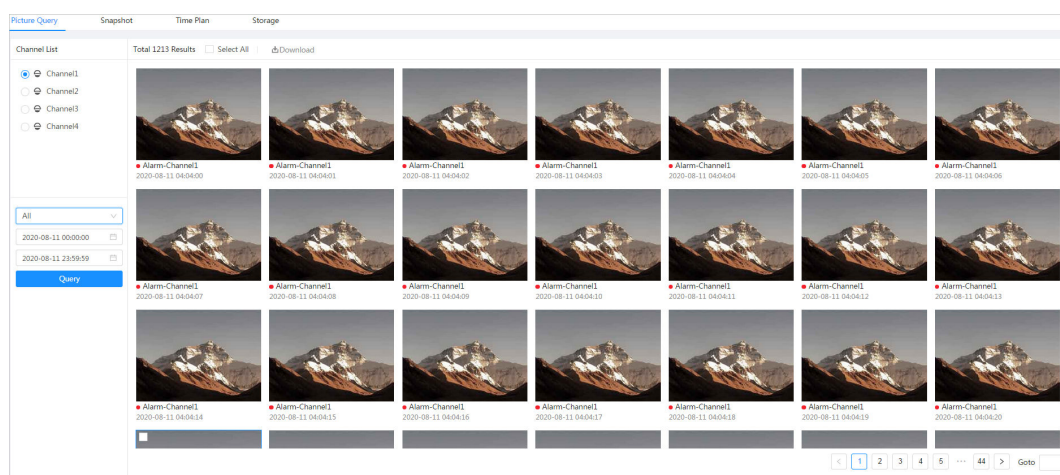 Picture Query Snapshot Time Plan Storage
Channel List
Total 1213 Results Select All Download
Channel1
Channel2
Channel3
Channel4
All
2020-08-11 00:00:00
2020-08-11 23:59:59
Query
Alarm-Channel1 Alarm-Channel1 Alarm-Channel1 Alarm-Channel1 Alarm-Channel1 Alarm-Channel1 Alarm-Channel1
2020-08-11 04:04:00 2020-08-11 04:04:01 2020-08-11 04:04:02 2020-08-11 04:04:03 2020-08-11 04:04:04 2020-08-11 04:04:05 2020-08-11 04:04:06
Alarm-Channel1 Alarm-Channel1 Alarm-Channel1 Alarm-Channel1 Alarm-Channel1 Alarm-Channel1 Alarm-Channel1
2020-08-11 04:04:07 2020-08-11 04:04:08 2020-08-11 04:04:09 2020-08-11 04:04:10 2020-08-11 04:04:11 2020-08-11 04:04:12 2020-08-11 04:04:13
Alarm-Channel1 Alarm-Channel1 Alarm-Channel1 Alarm-Channel1 Alarm-Channel1 Alarm-Channel1 Alarm-Channel1
2020-08-11 04:04:14 2020-08-11 04:04:15 2020-08-11 04:04:16 2020-08-11 04:04:17 2020-08-11 04:04:18 2020-08-11 04:04:19 2020-08-11 04:04:20
< 1 2 3 4 5 ••• 44 > Goto